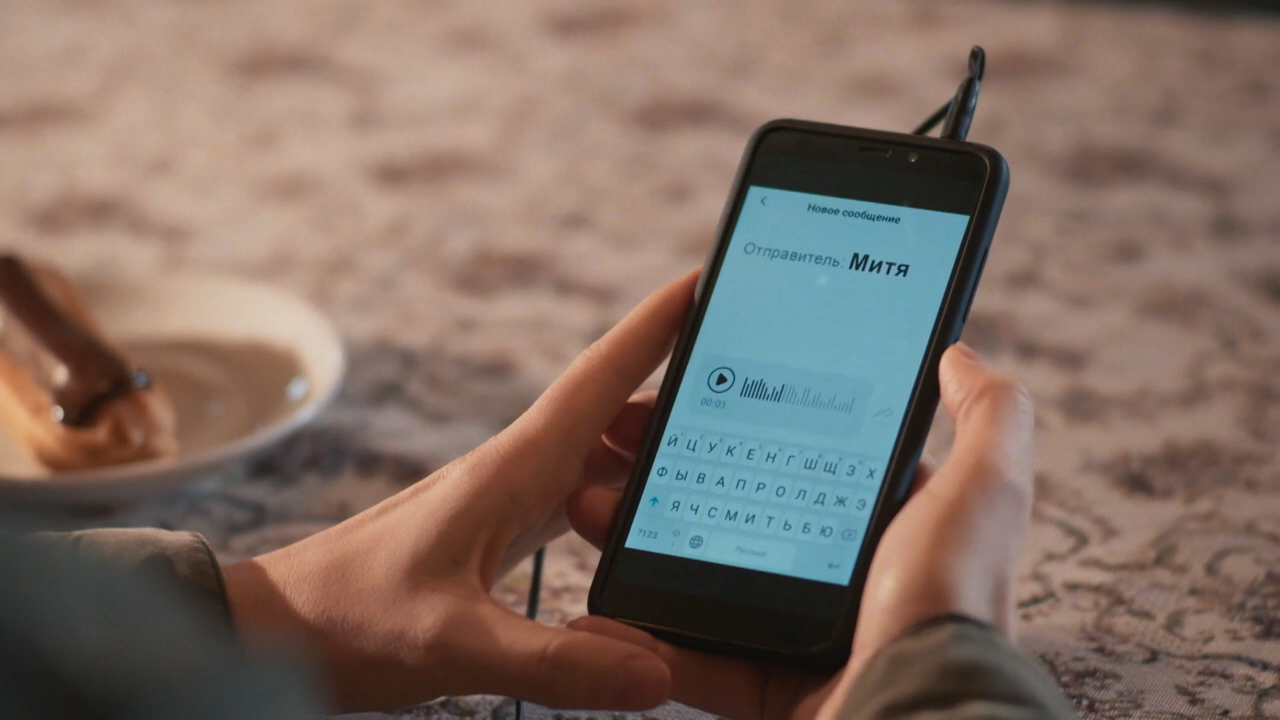 Новое сообщение
Отправитель: Митя
00:03
Й Ц У К Е Н Г Ш Щ З Х
Ф Ы В А П Р О Л Д Ж Э
Я Ч С М И Т Ь Б Ю
?123 Русский